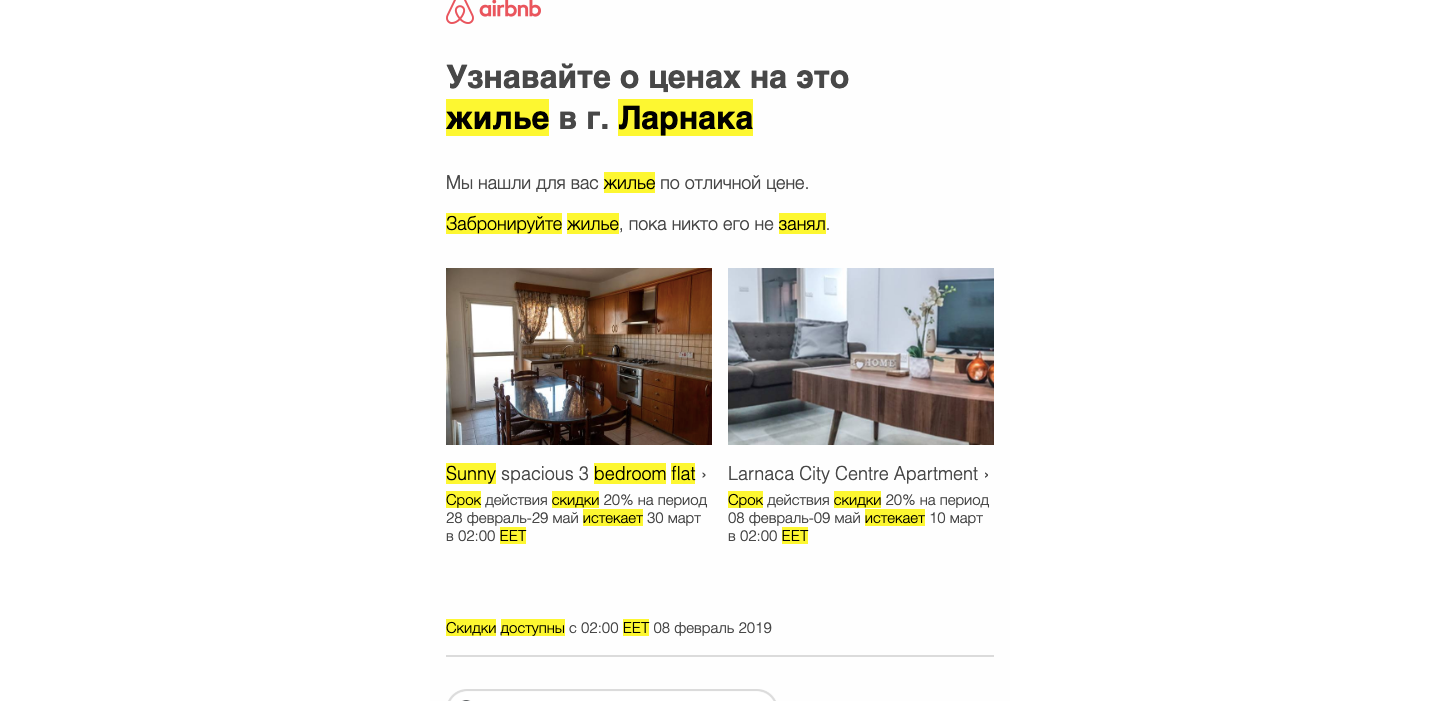 airbnb
Узнавайте о ценах на это
жилье в г. Ларнака
Мы нашли для вас жилье по отличной цене.
Забронируйте жилье, пока никто его не занял.
HOME
Sunny spacious 3 bedroom flat ›
Срок действия скидки 20% на период
28 февраль-29 май истекает 30 март
в 02:00 EET
Larnaca City Centre Apartment ›
Срок действия скидки 20% на период
08 февраль-09 май истекает 10 март
в 02:00 EET
Скидки доступны с 02:00 EET 08 февраль 2019